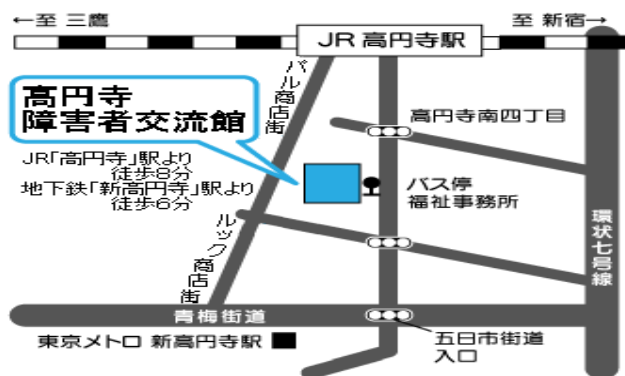 ←至 三鷹
至 新宿→
JR 高円寺駅
パル商店街
高円寺
障害者交流館
高円寺南四丁目
JR「高円寺」駅より
徒歩8分
地下鉄「新高円寺」駅より
徒歩6分
バス停
福祉事務所
ルック商店街
環状七号線
青梅街道
東京メトロ 新高円寺駅
五日市街道
入口